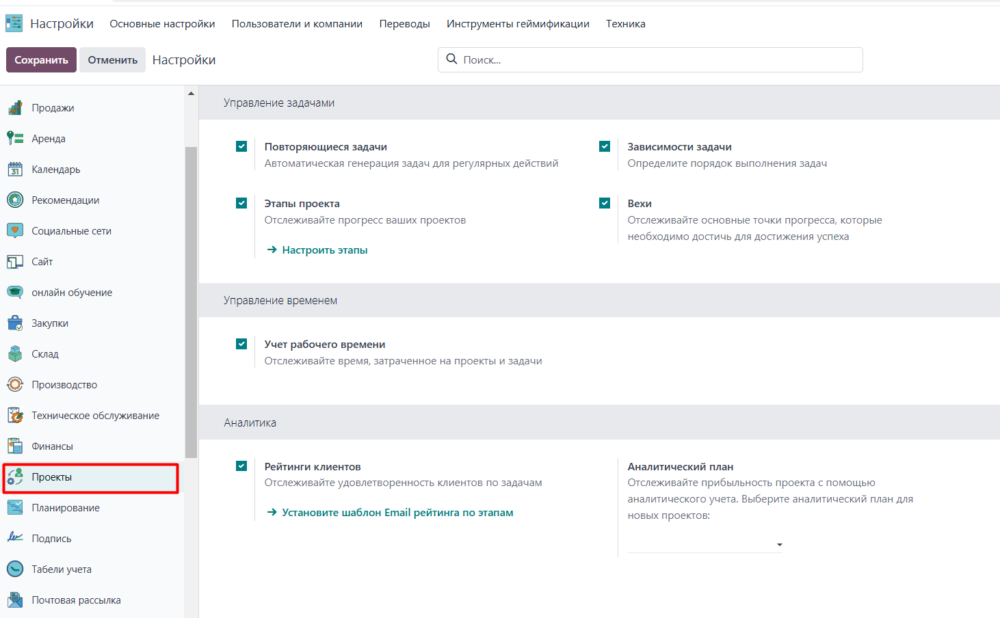 Настройки
Основные настройки
Пользователи и компании
Переводы
Инструменты геймификации
Техника
Сохранить
Отменить
Настройки
Поиск...
Продажи
Аренда
Календарь
Рекомендации
Социальные сети
Сайт
онлайн обучение
Закупки
Склад
Производство
Техническое обслуживание
Финансы
Проекты
Планирование
Подпись
Табели учета
Почтовая рассылка
Управление задачами
Повторяющиеся задачи
Автоматическая генерация задач для регулярных действий
Зависимости задачи
Определите порядок выполнения задач
Этапы проекта
Отслеживайте прогресс ваших проектов
→ Настроить этапы
Вехи
Отслеживайте основные точки прогресса, которые
необходимо достичь для достижения успеха
Управление временем
Учет рабочего времени
Отслеживайте время, затраченное на проекты и задачи
Аналитика
Рейтинги клиентов
Отслеживайте удовлетворенность клиентов по задачам
→ Установите шаблон Email рейтинга по этапам
Аналитический план
Отслеживайте прибыльность проекта с помощью
аналитического учета. Выберите аналитический план для
новых проектов: